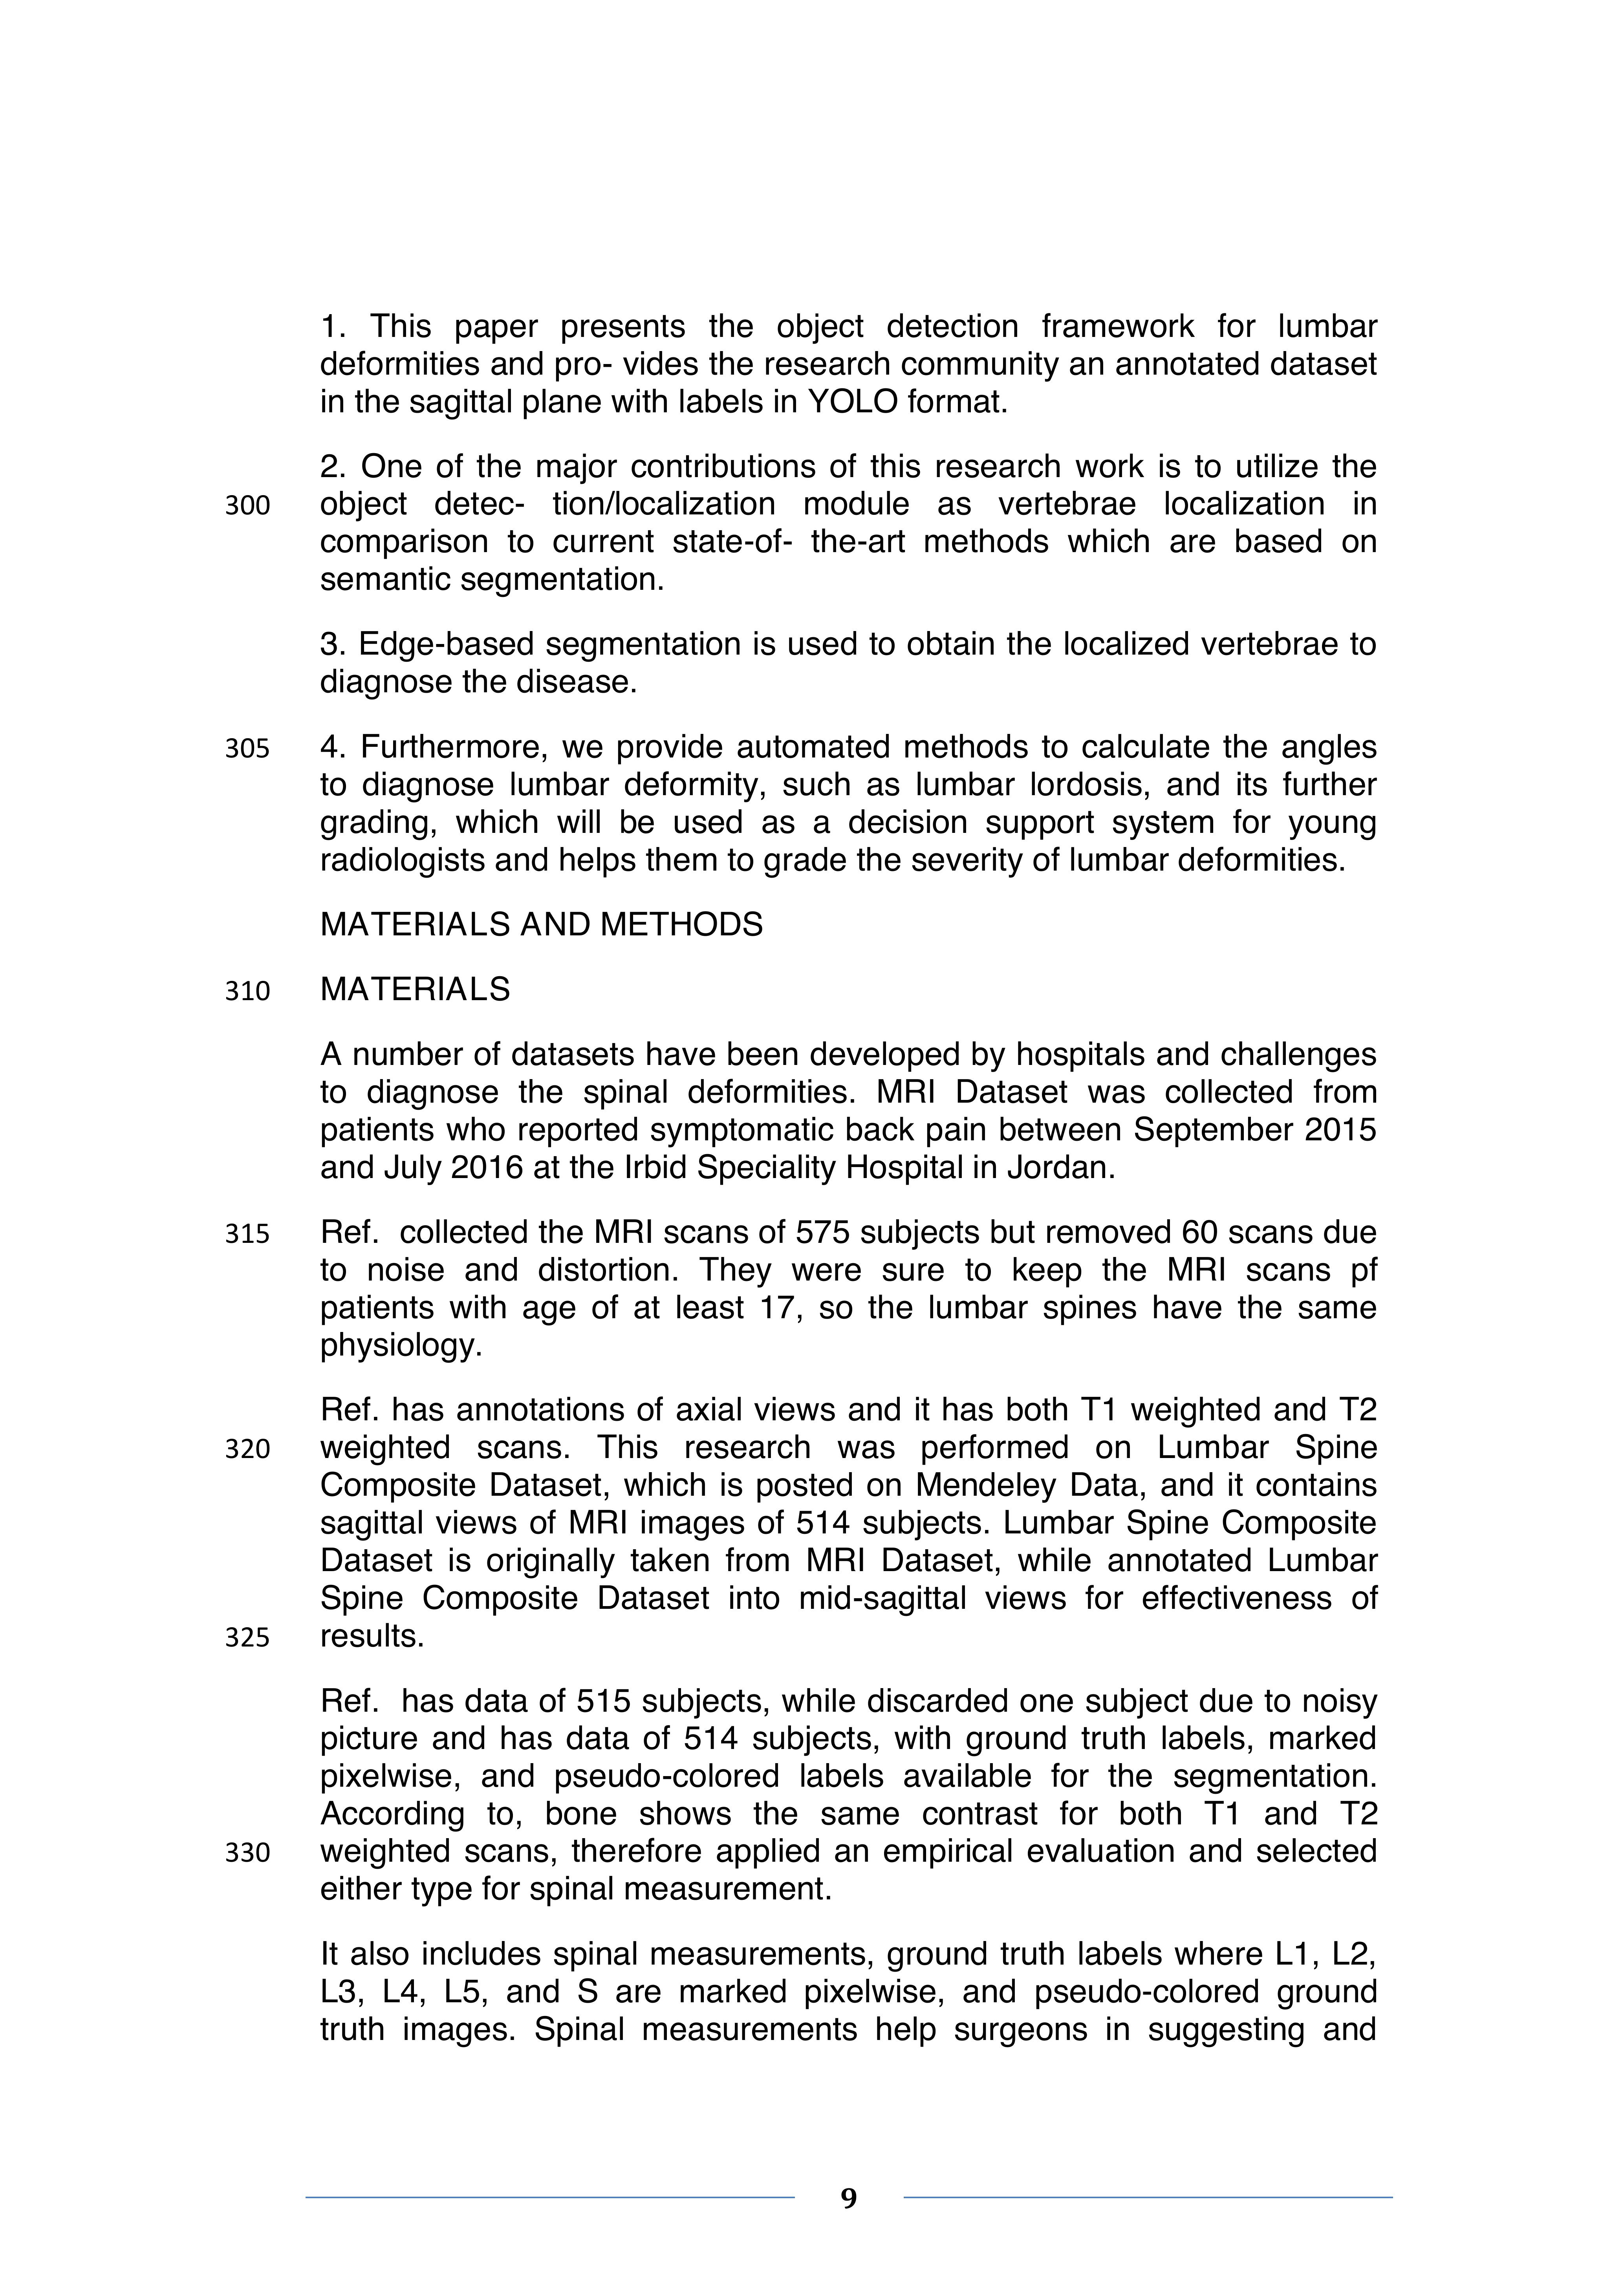 1. This paper presents the object detection framework for lumbar
deformities and pro- vides the research community an annotated dataset
in the sagittal plane with labels in YOLO format.
2. One of the major contributions of this research work is to utilize the
300 object detec- tion/localization module as vertebrae localization in
comparison to current state-of- the-art methods which are based on
semantic segmentation.
3. Edge-based segmentation is used to obtain the localized vertebrae to
diagnose the disease.
305 4. Furthermore, we provide automated methods to calculate the angles
to diagnose lumbar deformity, such as lumbar lordosis, and its further
grading, which will be used as a decision support system for young
radiologists and helps them to grade the severity of lumbar deformities.
MATERIALS AND METHODS
310 MATERIALS
A number of datasets have been developed by hospitals and challenges
to diagnose the spinal deformities. MRI Dataset was collected from
patients who reported symptomatic back pain between September 2015
and July 2016 at the Irbid Speciality Hospital in Jordan.
315 Ref. collected the MRI scans of 575 subjects but removed 60 scans due
to noise and distortion. They were sure to keep the MRI scans pf
patients with age of at least 17, so the lumbar spines have the same
physiology.
Ref. has annotations of axial views and it has both T1 weighted and T2
320 weighted scans. This research was performed on Lumbar Spine
Composite Dataset, which is posted on Mendeley Data, and it contains
sagittal views of MRI images of 514 subjects. Lumbar Spine Composite
Dataset is originally taken from MRI Dataset, while annotated Lumbar
Spine Composite Dataset into mid-sagittal views for effectiveness of
325 results.
Ref. has data of 515 subjects, while discarded one subject due to noisy
picture and has data of 514 subjects, with ground truth labels, marked
pixelwise, and pseudo-colored labels available for the segmentation.
According to, bone shows the same contrast for both T1 and T2
330 weighted scans, therefore applied an empirical evaluation and selected
either type for spinal measurement.
It also includes spinal measurements, ground truth labels where L1, L2,
L3, L4, L5, and S are marked pixelwise, and pseudo-colored ground
truth images. Spinal measurements help surgeons in suggesting and
9